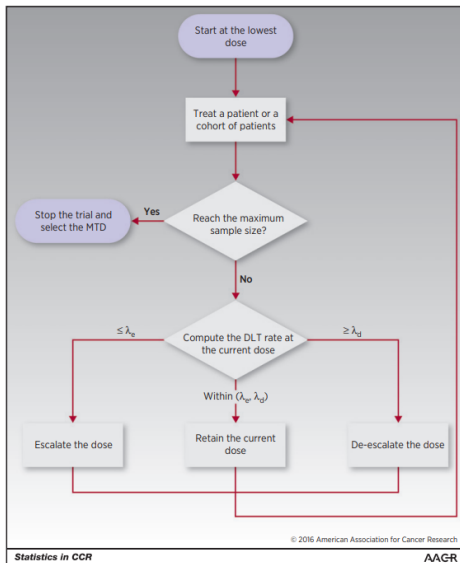 Start at the lowest
dose
Treat a patient or a
cohort of patients
Reach the maximum
sample size?
Yes
Stop the trial and
select the MTD
No
Compute the DLT rate at
the current dose
≤ λe
≥ λd
Within (λe, λd)
Escalate the dose
Retain the current
dose
De-escalate the dose
© 2016 American Association for Cancer Research
Statistics in CCR
AACR